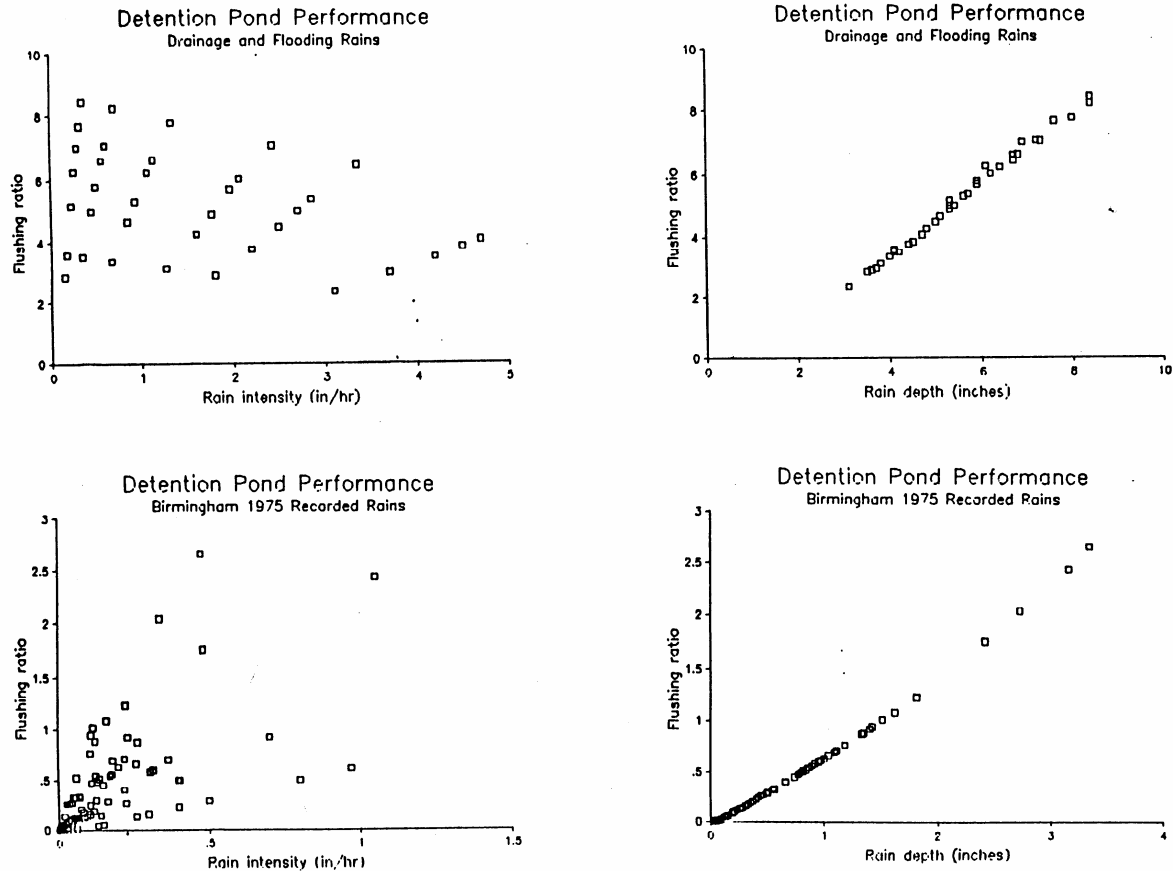 Detention Pond Performance
Drainage and Flooding Rains
10
8
6
4
2
0
Flushing ratio
0 1 2 3 4 5
Rain intensity (in/hr)
Detention Pond Performance
Drainage and Flooding Rains
10
8
6
4
2
0
Flushing ratio
0 2 4 6 8 10
Rain depth (inches)
Detention Pond Performance
Birmingham 1975 Recorded Rains
3
2.5
2
1.5
1
.5
0
Flushing ratio
0 .5 1 1.5
Rain intensity (in/hr)
Detention Pond Performance
Birmingham 1975 Recorded Rains
3
2.5
2
1.5
1
.5
0
Flushing ratio
0 1 2 3 4
Rain depth (inches)